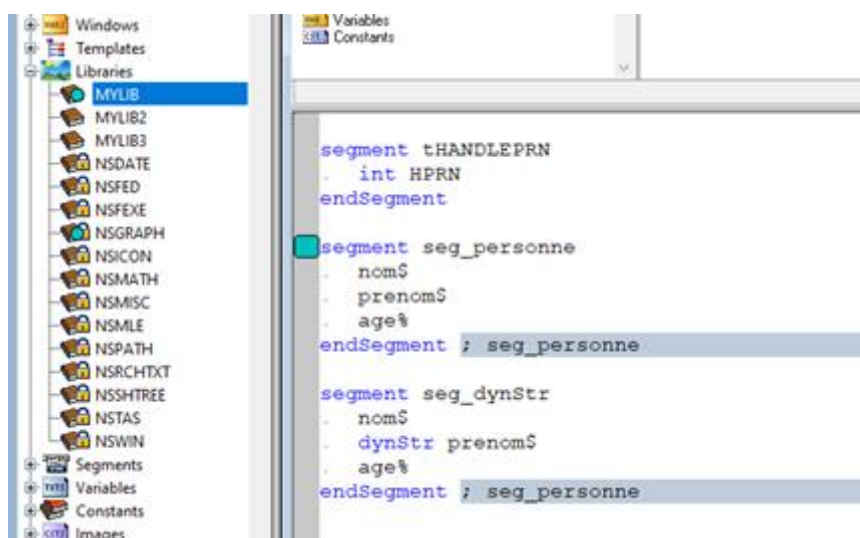 Windows
Templates
Libraries
MYLIB
MYLIB2
MYLIB3
NSDATE
NSFED
NSFEXE
NSGRAPH
NSICON
NSMATH
NSMISC
NSMLE
NSPATH
NSRCHTXT
NSSHTREE
NSTAS
NSWIN
Segments
Variables
Constants
Images
Variables
Constants
segment tHANDLEPRN
. int HPRN
endSegment
segment seg_personne
. nom$
. prenom$
. age%
endSegment ; seg_personne
segment seg_dynStr
. nom$
. dynStr prenom$
. age%
endSegment ; seg_personne